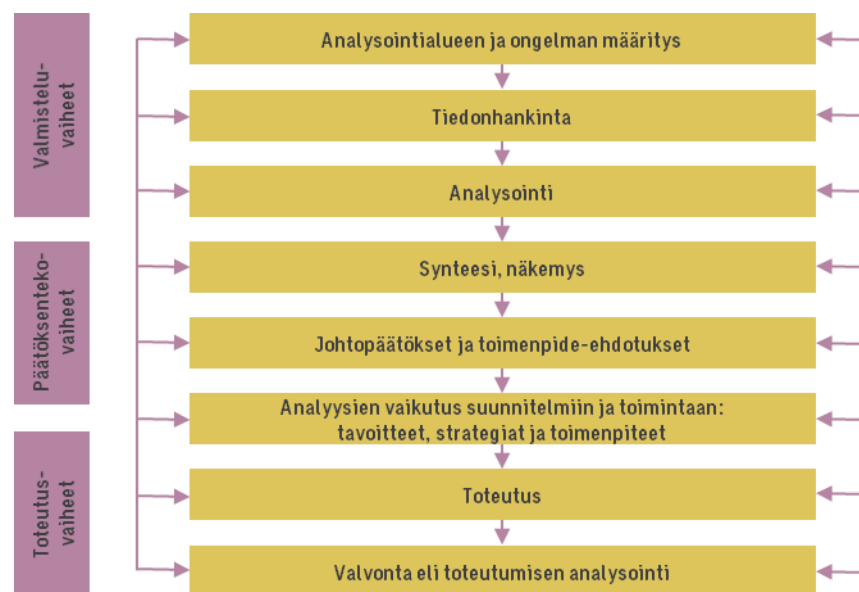 Valmistelu-
vaiheet
Analysointialueen ja ongelman määritys
Tiedonhankinta
Analysointi
Päätöksenteko-
vaiheet
Synteesi, näkemys
Johtopäätökset ja toimenpide-ehdotukset
Analyysien vaikutus suunnitelmiin ja toimintaan:
tavoitteet, strategiat ja toimenpiteet
Toteutus-
vaiheet
Toteutus
Valvonta eli toteutumisen analysointi